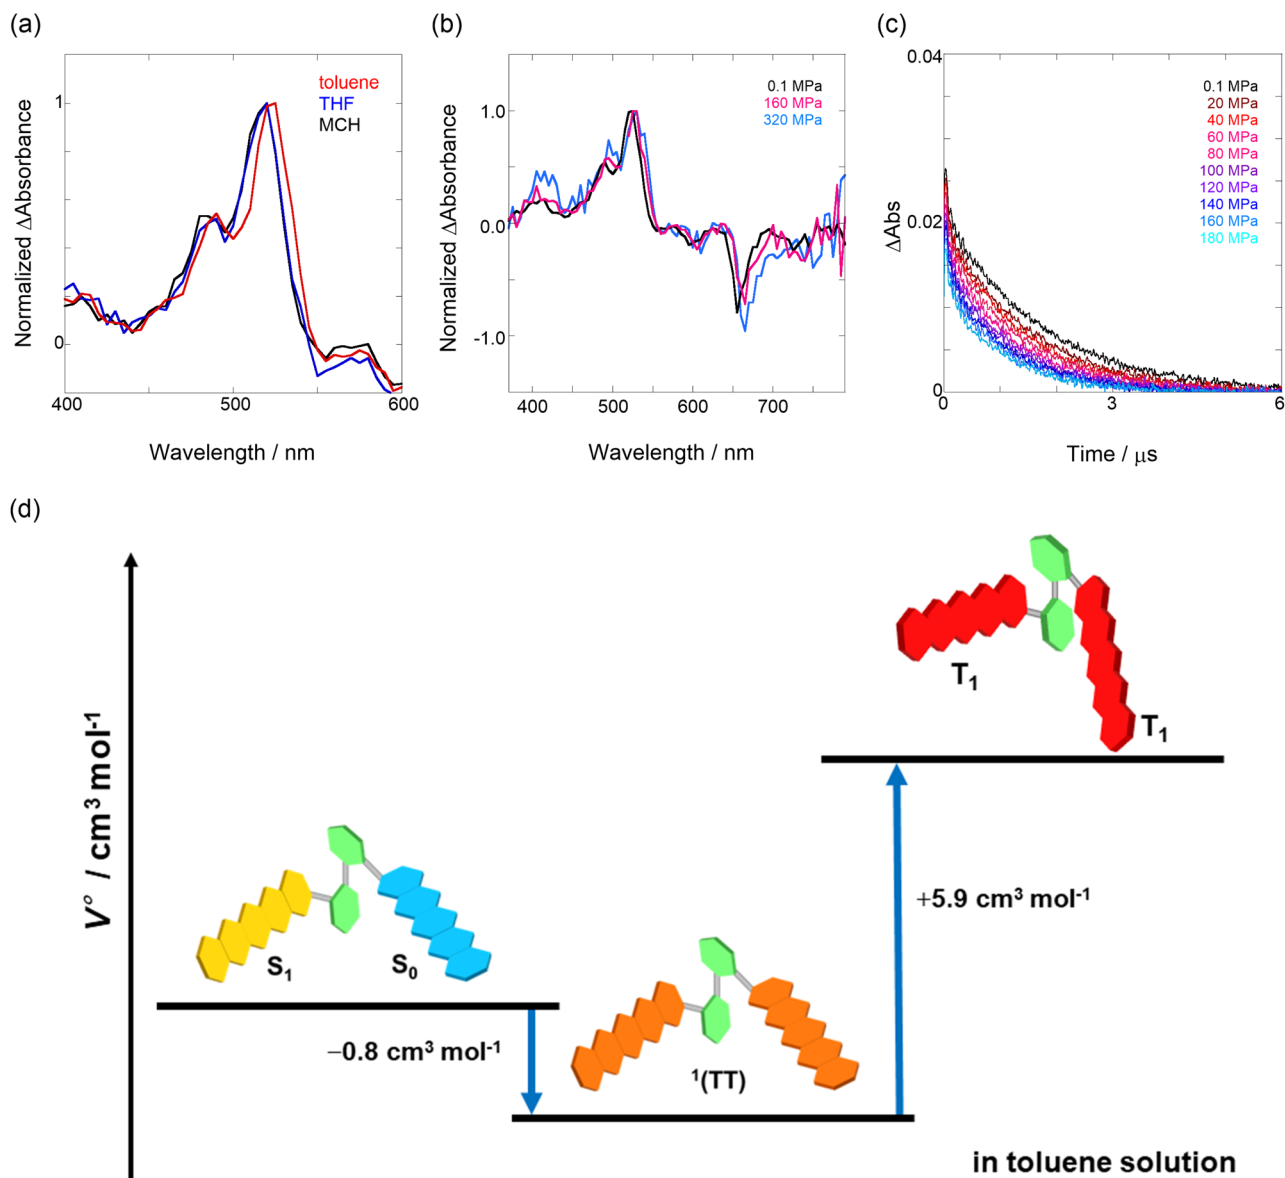 (a)
Normalized ΔAbsorbance
1
0
toluene
THF
MCH
400
500
600
Wavelength / nm
(b)
Normalized ΔAbsorbance
1.0
0.0
-1.0
0.1 MPa
160 MPa
320 MPa
400
500
600
700
Wavelength / nm
(c)
ΔAbs
0.04
0.02
0
0.1 MPa
20 MPa
40 MPa
60 MPa
80 MPa
100 MPa
120 MPa
140 MPa
160 MPa
180 MPa
0
3
6
Time / μs
(d)
V° / cm³ mol⁻¹
S₁
S₀
−0.8 cm³ mol⁻¹
¹(TT)
T₁
T₁
+5.9 cm³ mol⁻¹
in toluene solution